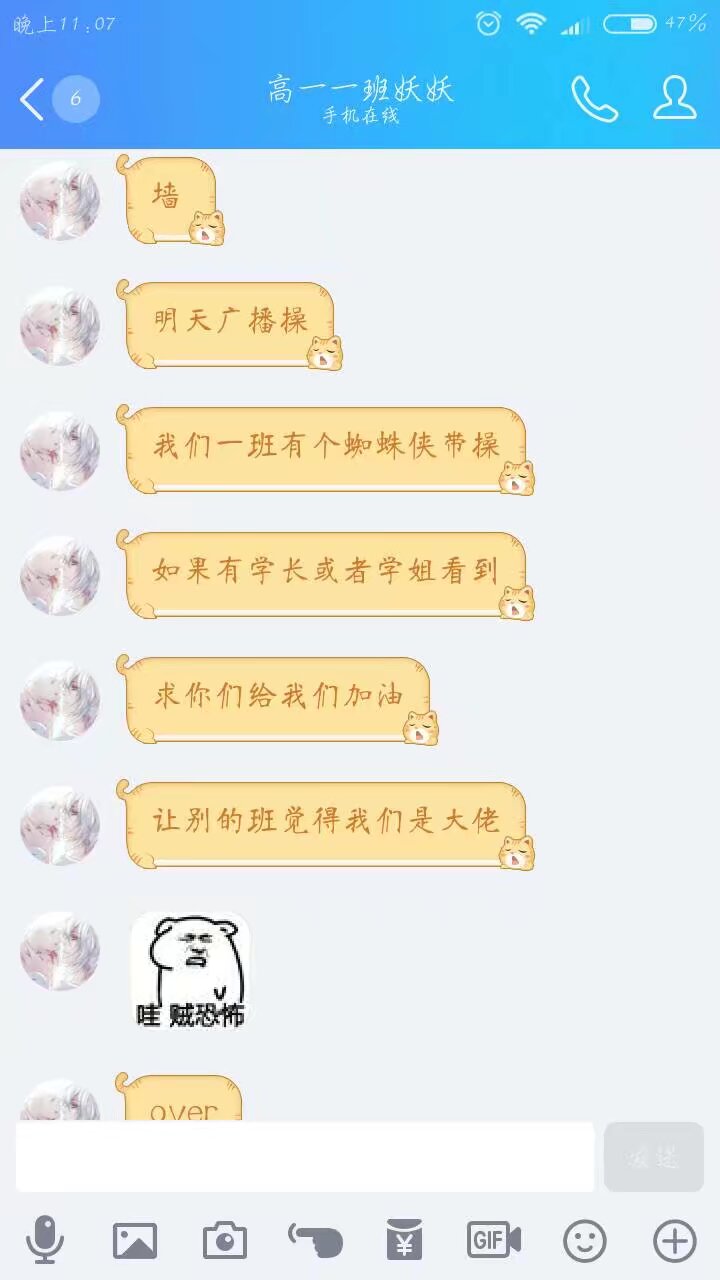 晚上11:07
47%
6
高一一班妖妖
手机在线
墙
明天广播操
我们一班有个蜘蛛侠带操
如果有学长或者学姐看到
求你们给我们加油
让别的班觉得我们是大佬
哇 贼恐怖
over
发送
¥
GIF